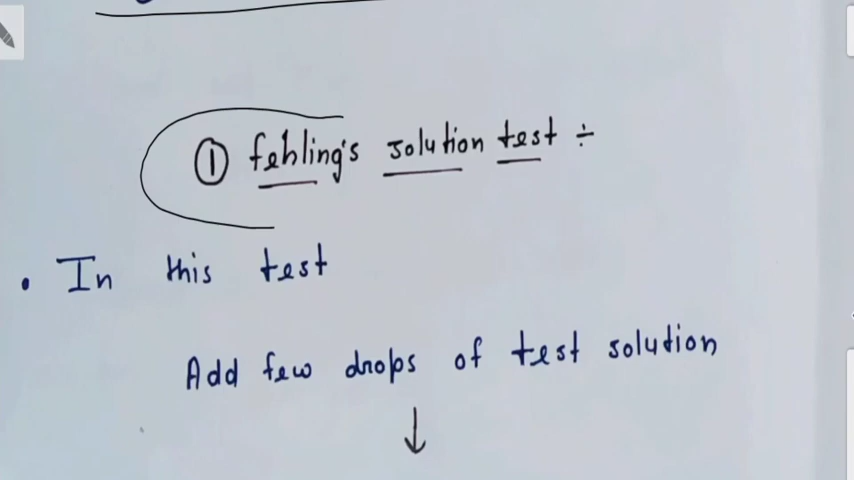 ① fehling's solution test ÷
• In this test
Add few drops of test solution
↓